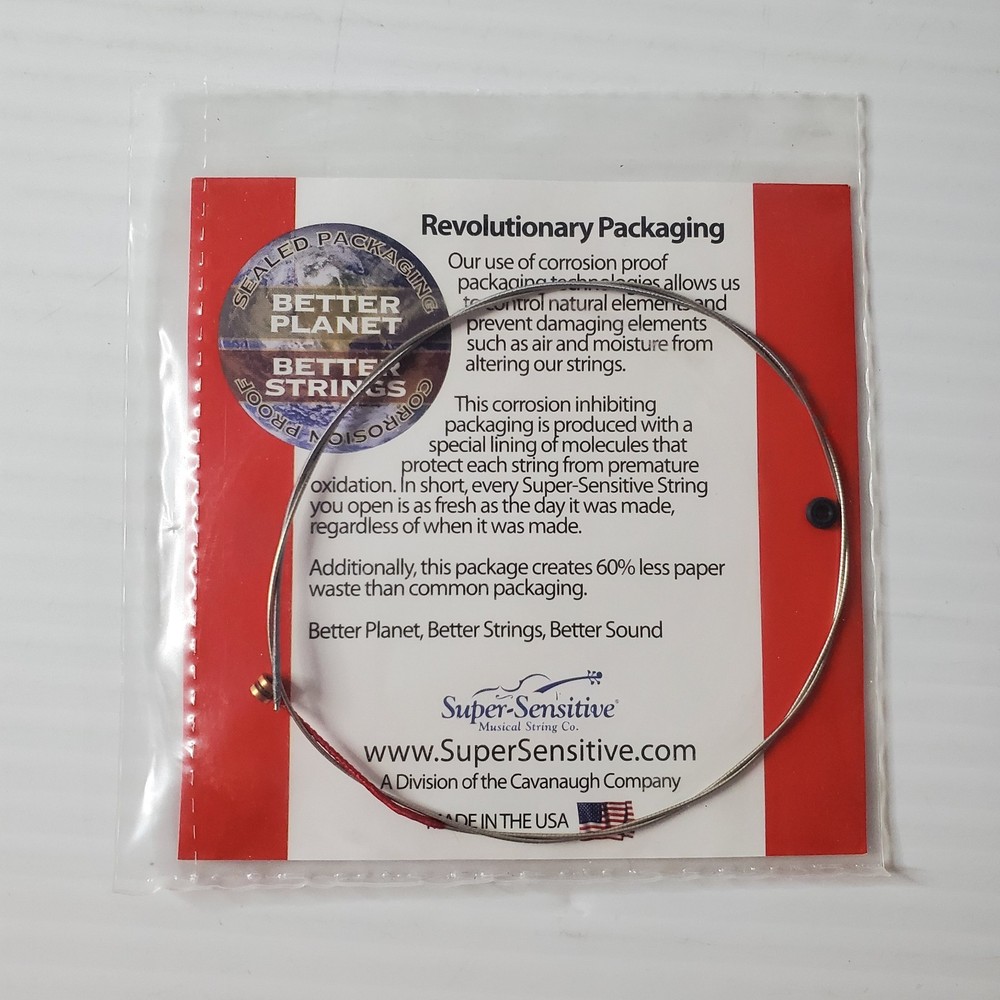 Revolutionary Packaging
SEALED PACKAGING
BETTER
PLANET
BETTER
STRINGS
CORROSION PROOF
Our use of corrosion proof
packaging technologies allows us
to control natural elements and
prevent damaging elements
such as air and moisture from
altering our strings.
This corrosion inhibiting
packaging is produced with a
special lining of molecules that
protect each string from premature
oxidation. In short, every Super-Sensitive String
you open is as fresh as the day it was made,
regardless of when it was made.
Additionally, this package creates 60% less paper
waste than common packaging.
Better Planet, Better Strings, Better Sound
Super-Sensitive®
Musical String Co.
www.SuperSensitive.com
A Division of the Cavanaugh Company
MADE IN THE USA